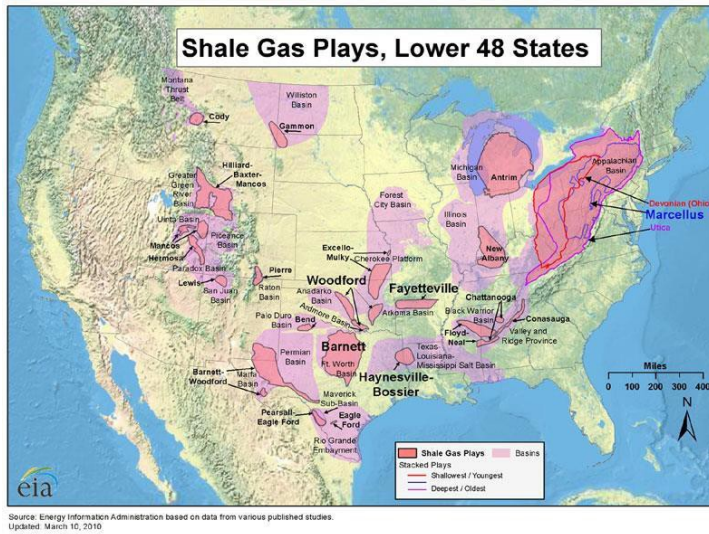 Shale Gas Plays, Lower 48 States
Montana
Thrust
Belt
Cody
Williston
Basin
Gammon
Hilliard-
Baxter-
Mancos
Greater
Green
River
Basin
Uinta Basin
Piceance
Basin
Mancos
Hermosa
Paradox Basin
Lewis
San Juan
Basin
Pierre
Raton
Basin
Michigan
Basin
Antrim
Appalachian
Basin
Devonian (Ohio
Marcellus
Utica
Forest
City Basin
Illinois
Basin
New
Albany
Excello-
Mulky
Cherokee Platform
Woodford
Anadarko
Basin
Fayetteville
Arkoma Basin
Ardmore Basin
Palo Duro
Basin
Bend
Chattanooga
Black Warrior
Basin
Floyd-
Neal
Conasauga
Valley and
Ridge Province
Barnett
Ft. Worth
Basin
Permian
Basin
Barnett-
Woodford
Marfa
Basin
Haynesville-
Bossier
Texas-
Louisiana-
Mississippi Salt Basin
Maverick
Sub-Basin
Pearsall-
Eagle Ford
Eagle
Ford
Rio Grande
Embayment
Miles
0 100 200 300 400
N
Shale Gas Plays
Basins
Stacked Plays
Shallowest / Youngest
Deepest / Oldest
eia
Source: Energy Information Administration based on data from various published studies.
Updated: March 10, 2010